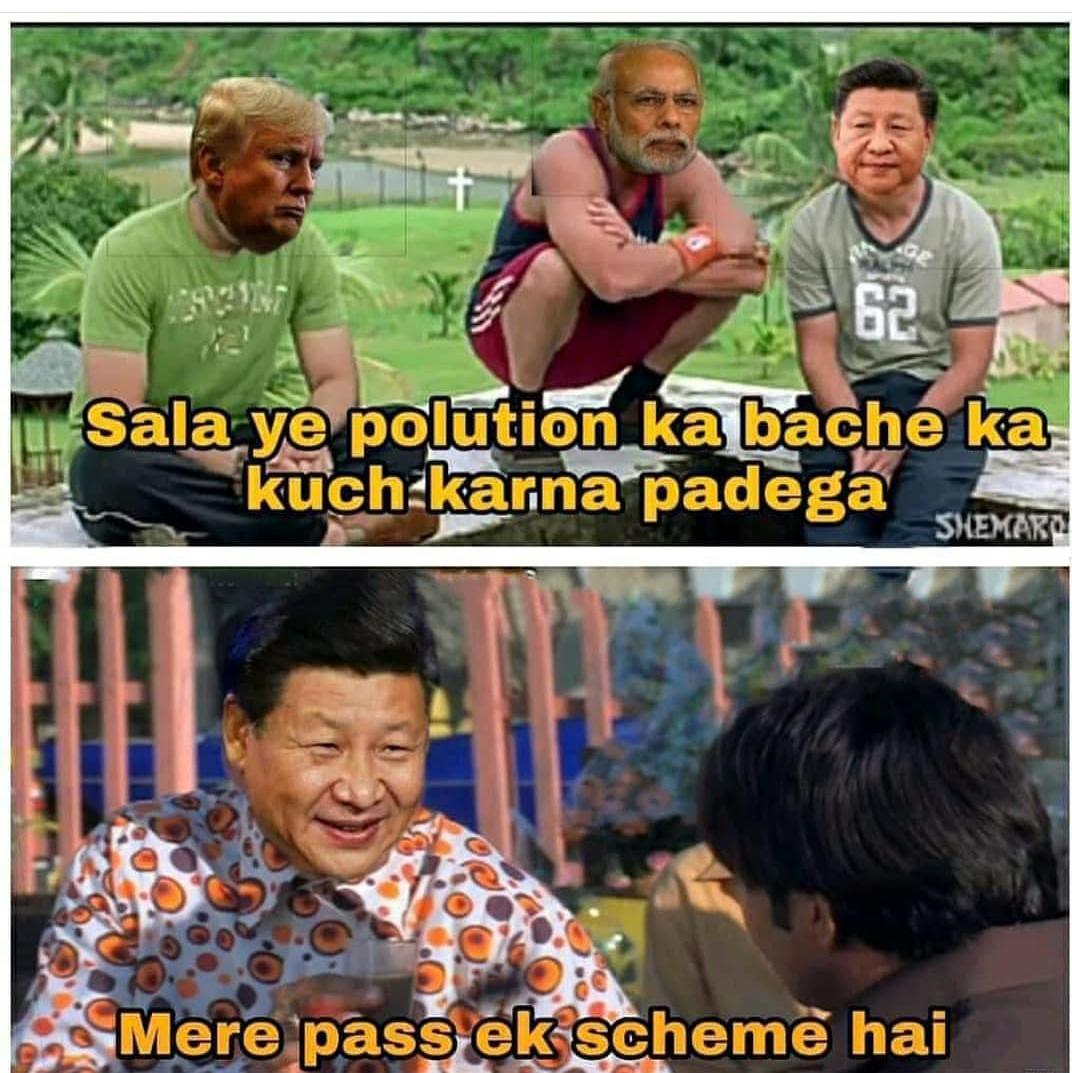 62
Sala ye polution ka bache ka
kuch karna padega
SHEMARO
Mere pass ek scheme hai